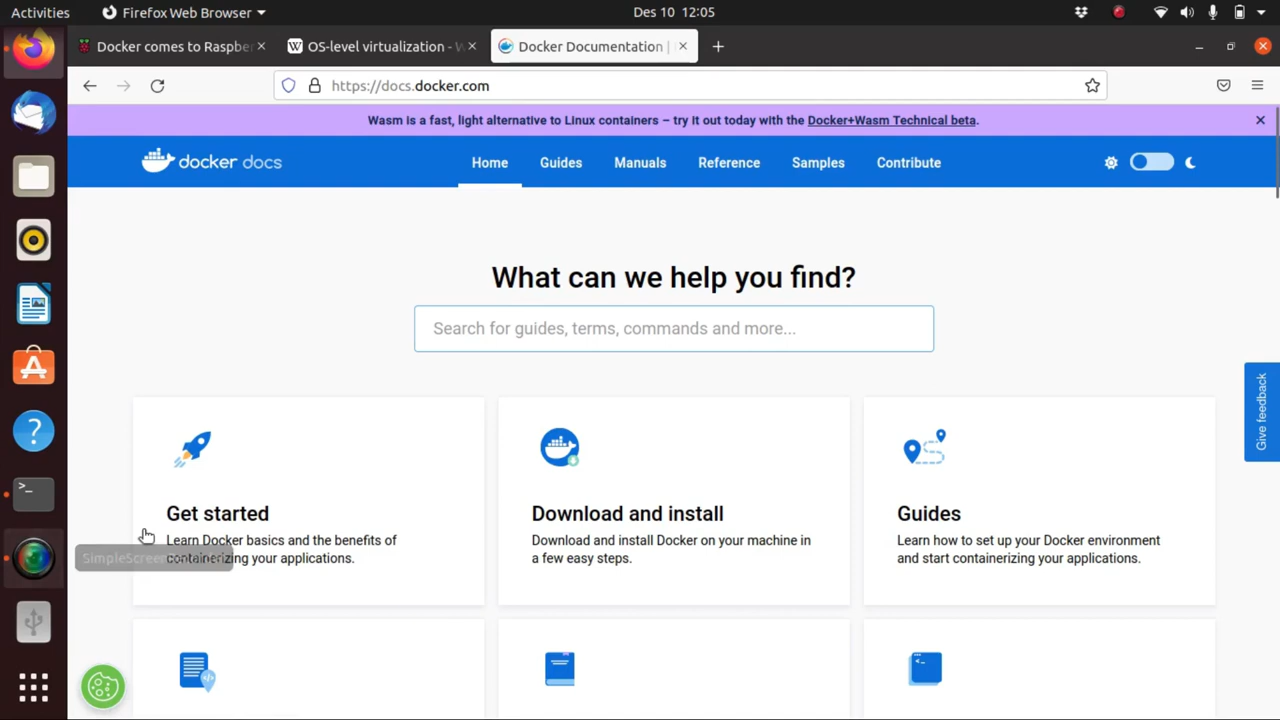 Activities
Firefox Web Browser
Des 10 12:05
Docker comes to Raspber
OS-level virtualization - W
Docker Documentation |
https://docs.docker.com
Wasm is a fast, light alternative to Linux containers – try it out today with the Docker+Wasm Technical beta.
docker docs
Home
Guides
Manuals
Reference
Samples
Contribute
What can we help you find?
Search for guides, terms, commands and more...
Give feedback
Get started
Learn Docker basics and the benefits of
containerizing your applications.
Download and install
Download and install Docker on your machine in
a few easy steps.
Guides
Learn how to set up your Docker environment
and start containerizing your applications.